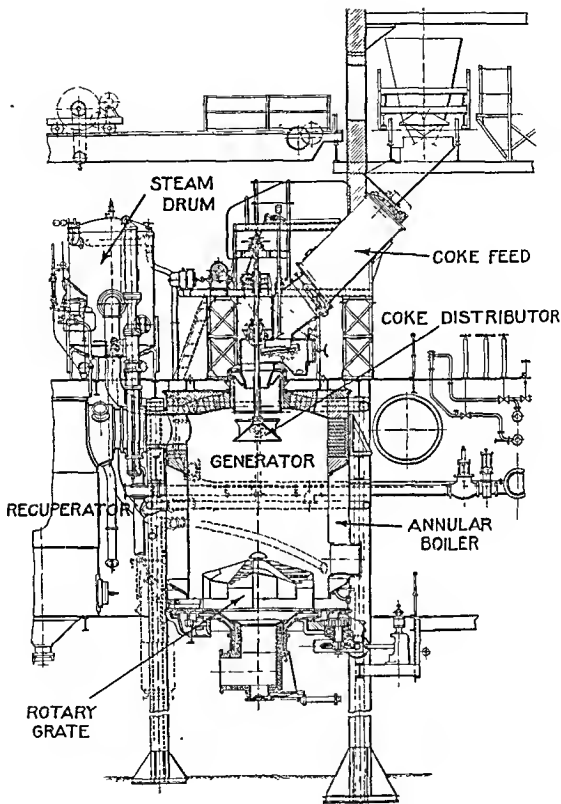 STEAM
DRUM
COKE FEED
COKE DISTRIBUTOR
GENERATOR
RECUPERATOR
ANNULAR
BOILER
ROTARY
GRATE